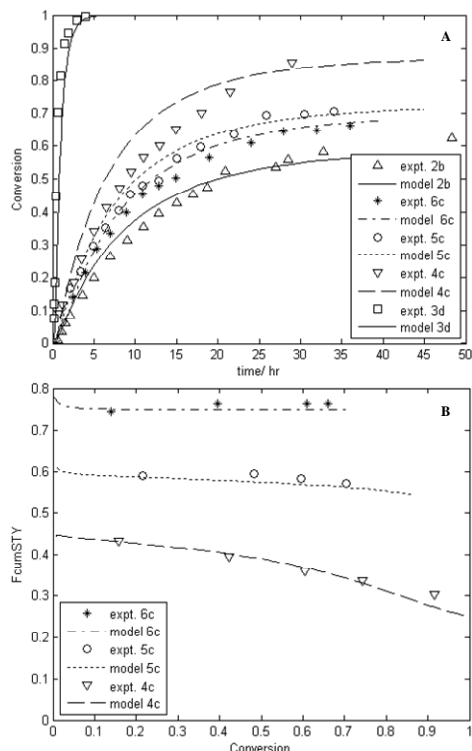 A
1
0.9
0.8
0.7
0.6
0.5
0.4
0.3
0.2
0.1
0
Conversion
0 5 10 15 20 25 30 35 40 45 50
time/ hr
expt. 2b
model 2b
expt. 6c
model 6c
expt. 5c
model 5c
expt. 4c
model 4c
expt. 3d
model 3d
B
0.8
0.7
0.6
0.5
0.4
0.3
0.2
0.1
0
FcumSTY
0 0.1 0.2 0.3 0.4 0.5 0.6 0.7 0.8 0.9 1
Conversion
expt. 6c
model 6c
expt. 5c
model 5c
expt. 4c
model 4c